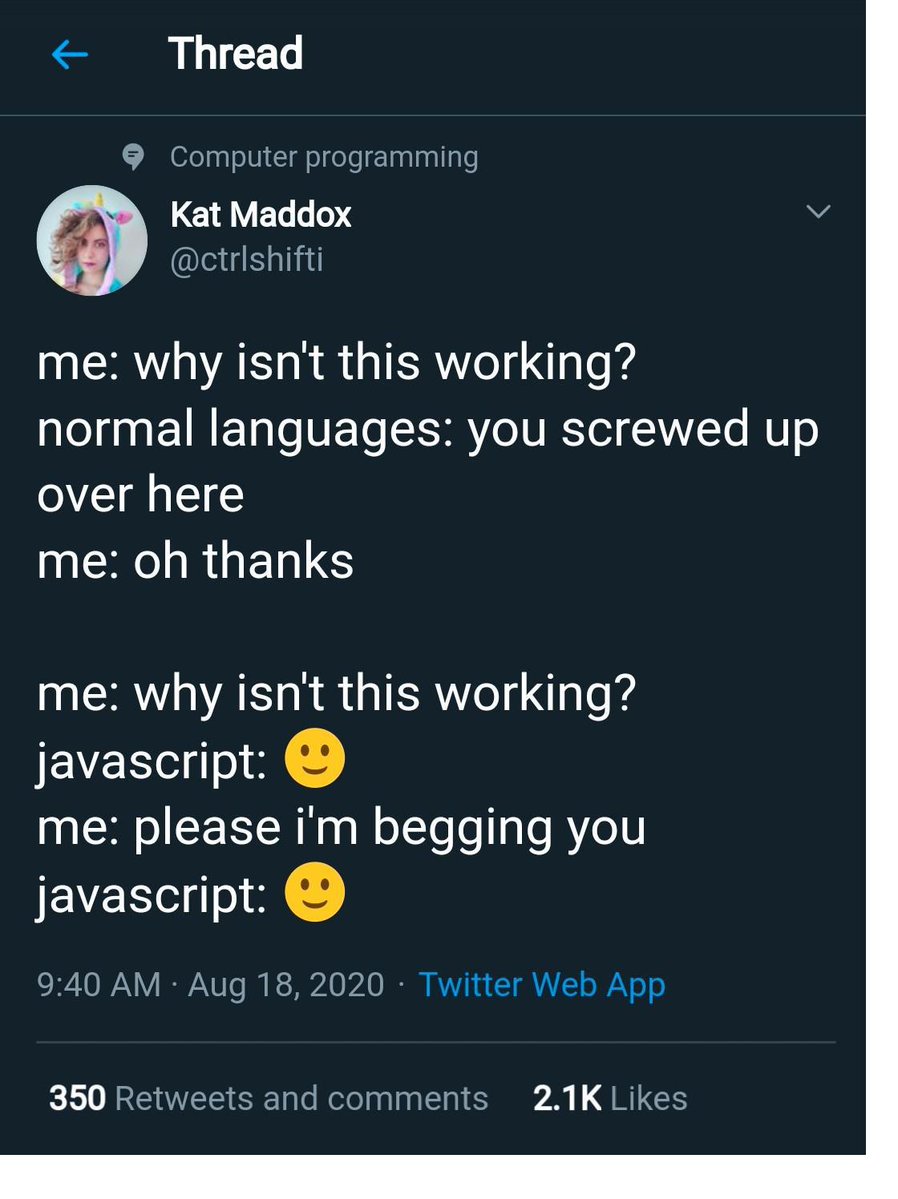 Thread
Computer programming
Kat Maddox
@ctrlshifti
me: why isn't this working?
normal languages: you screwed up
over here
me: oh thanks
me: why isn't this working?
javascript: 🙂
me: please i'm begging you
javascript: 🙂
9:40 AM · Aug 18, 2020 · Twitter Web App
350 Retweets and comments 2.1K Likes